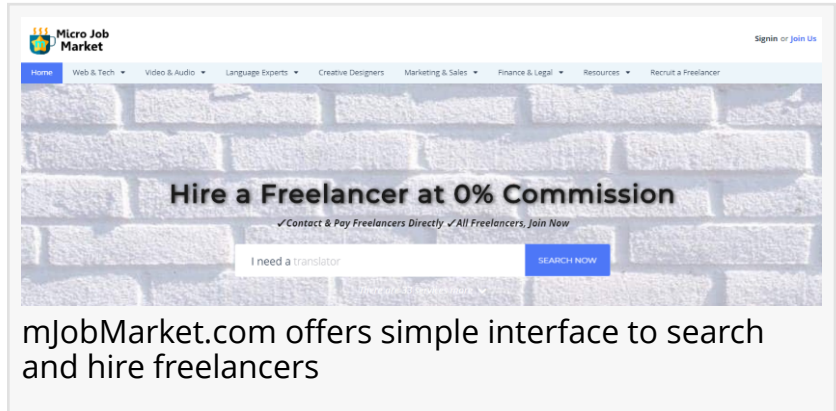 Micro Job
Market
Signin or Join Us
Home Web & Tech Video & Audio Language Experts Creative Designers Marketing & Sales Finance & Legal Resources Recruit a Freelancer
Hire a Freelancer at 0% Commission
✓Contact & Pay Freelancers Directly ✓All Freelancers, Join Now
I need a translator SEARCH NOW
mJobMarket.com offers simple interface to search
and hire freelancers